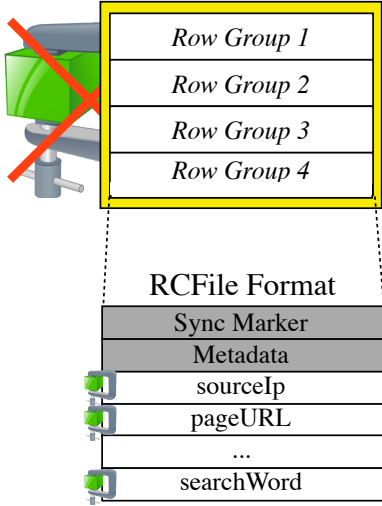 Row Group 1
Row Group 2
Row Group 3
Row Group 4
RCFile Format
Sync Marker
Metadata
sourceIp
pageURL
...
searchWord